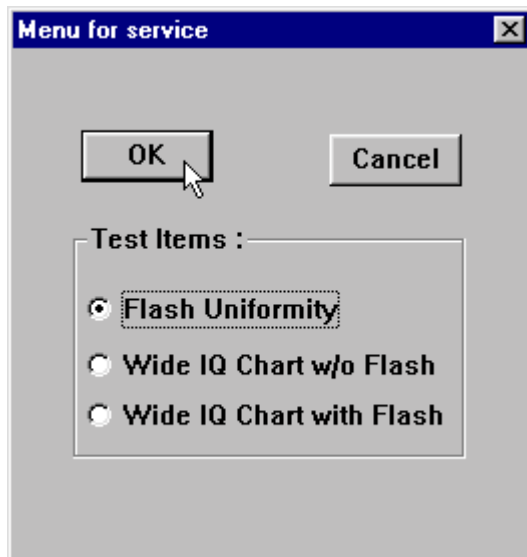 Menu for service
OK
Cancel
Test Items :
Flash Uniformity
Wide IQ Chart w/o Flash
Wide IQ Chart with Flash